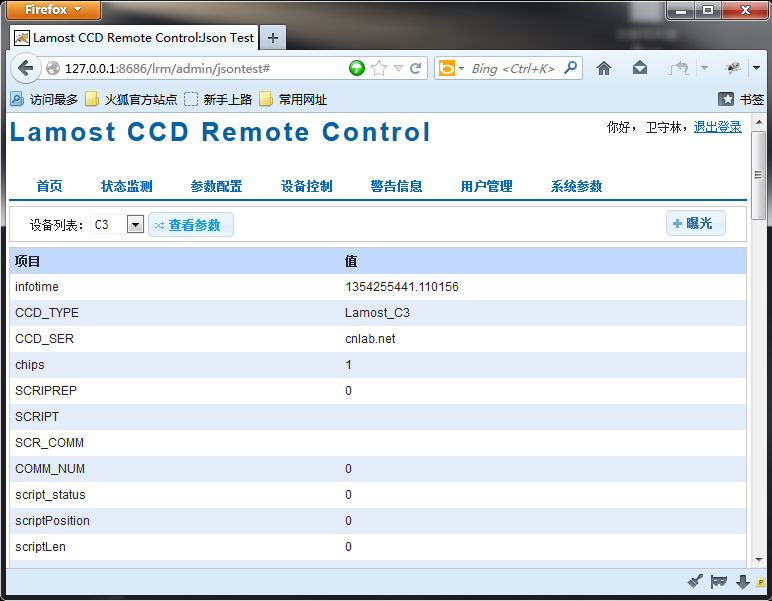 Firefox
Lamost CCD Remote Control:Json Test
127.0.0.1:8686/lrm/admin/jsontest#
Bing <Ctrl+K>
访问最多 火狐官方站点 新手上路 常用网址 书签
Lamost CCD Remote Control
你好， 卫守林，退出登录
首页 状态监测 参数配置 设备控制 警告信息 用户管理 系统参数
设备列表： C3 查看参数 曝光
项目 值
infotime 1354255441.110156
CCD_TYPE Lamost_C3
CCD_SER cnlab.net
chips 1
SCRIPREP 0
SCRIPT
SCR_COMM
COMM_NUM 0
script_status 0
scriptPosition 0
scriptLen 0